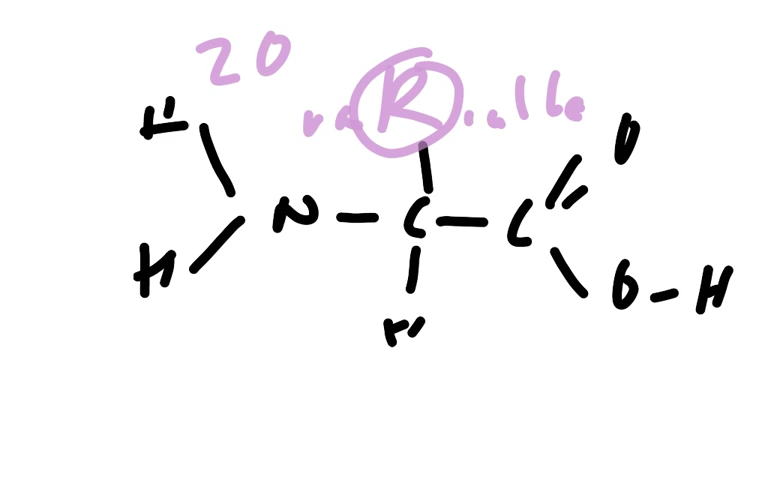 20
vaRiable
H
O
N - C - C
H
O - H
H